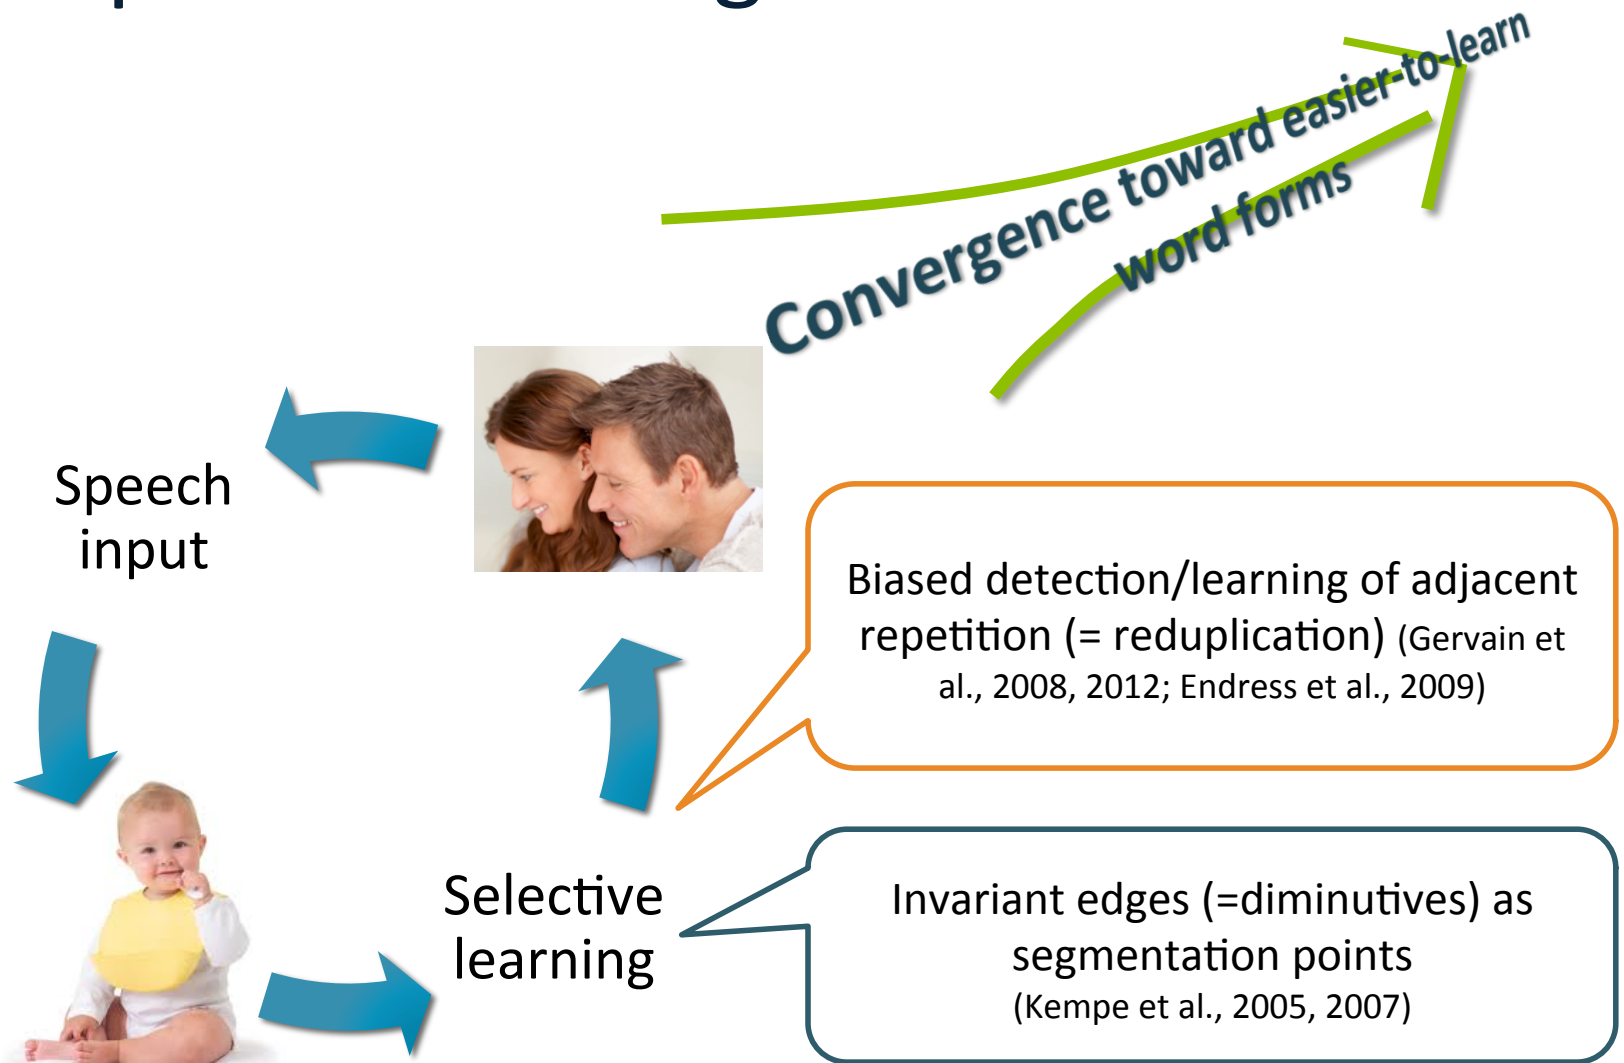 Convergence toward easier-to-learn
word forms
Speech
input
Biased detection/learning of adjacent
repetition (= reduplication) (Gervain et
al., 2008, 2012; Endress et al., 2009)
Selective
learning
Invariant edges (=diminutives) as
segmentation points
(Kempe et al., 2005, 2007)